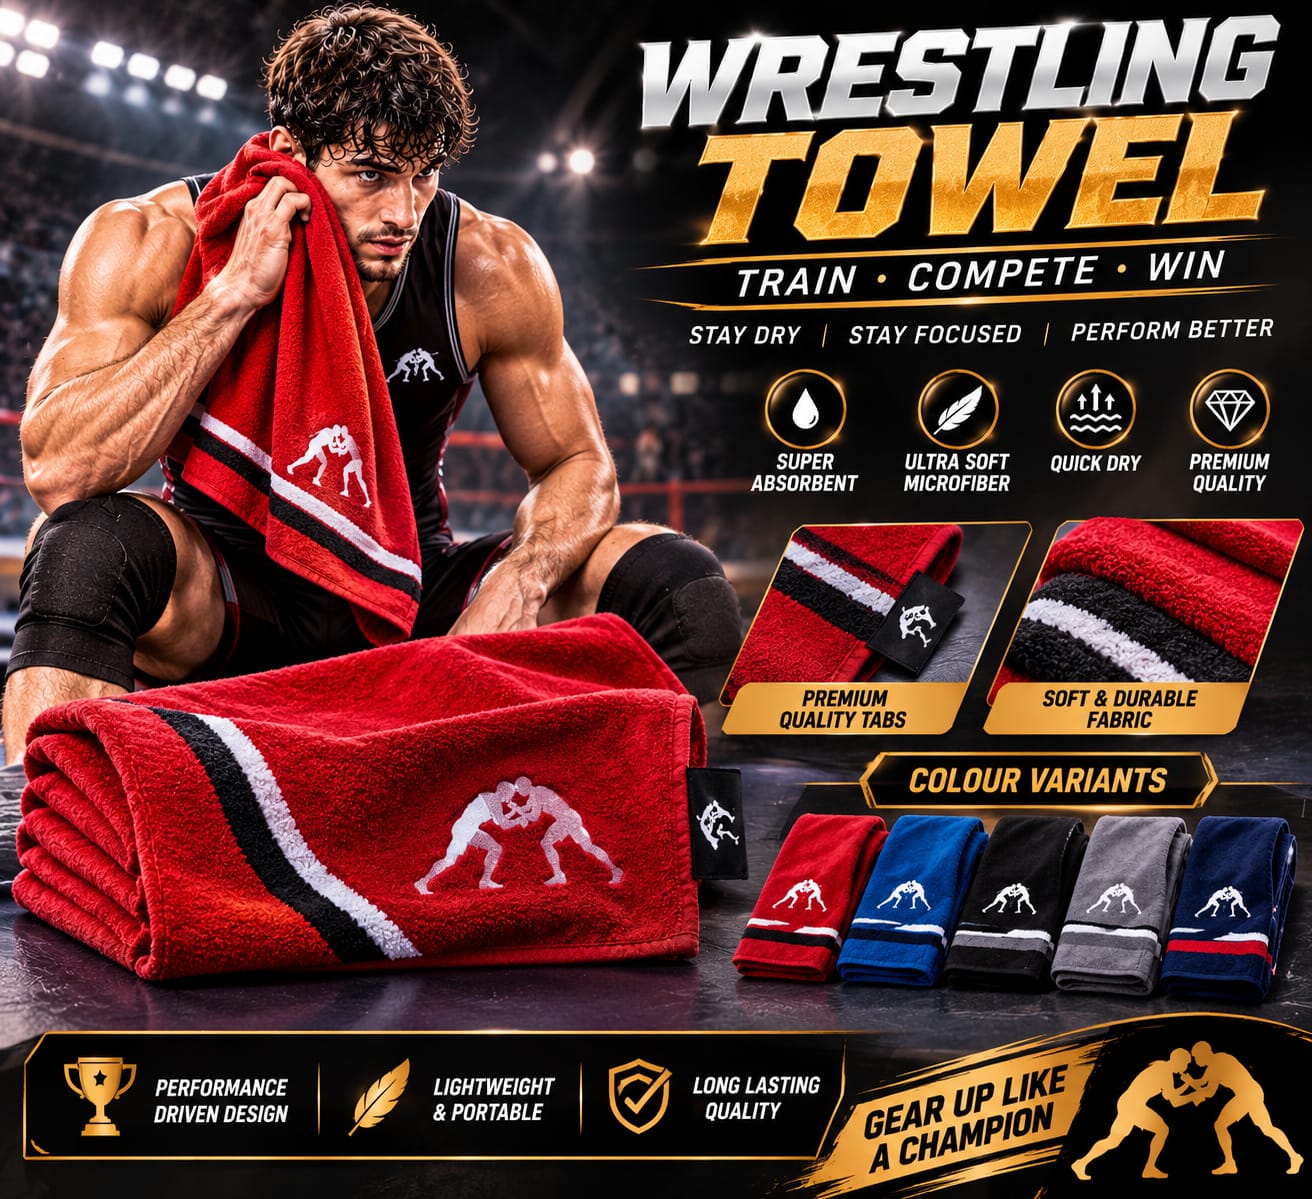 WRESTLING
TOWEL
TRAIN • COMPETE • WIN
STAY DRY | STAY FOCUSED | PERFORM BETTER
SUPER
ABSORBENT
ULTRA SOFT
MICROFIBER
QUICK DRY
PREMIUM
QUALITY
PREMIUM
QUALITY TABS
SOFT & DURABLE
FABRIC
COLOUR VARIANTS
PERFORMANCE
DRIVEN DESIGN
LIGHTWEIGHT
& PORTABLE
LONG LASTING
QUALITY
GEAR UP LIKE
A CHAMPION